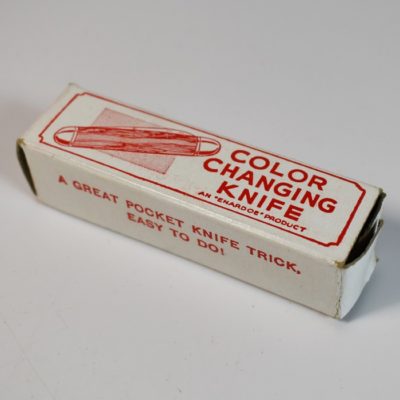 COLOR
CHANGING
KNIFE
AN "ENARDOE" PRODUCT
A GREAT POCKET KNIFE TRICK,
EASY TO DO!